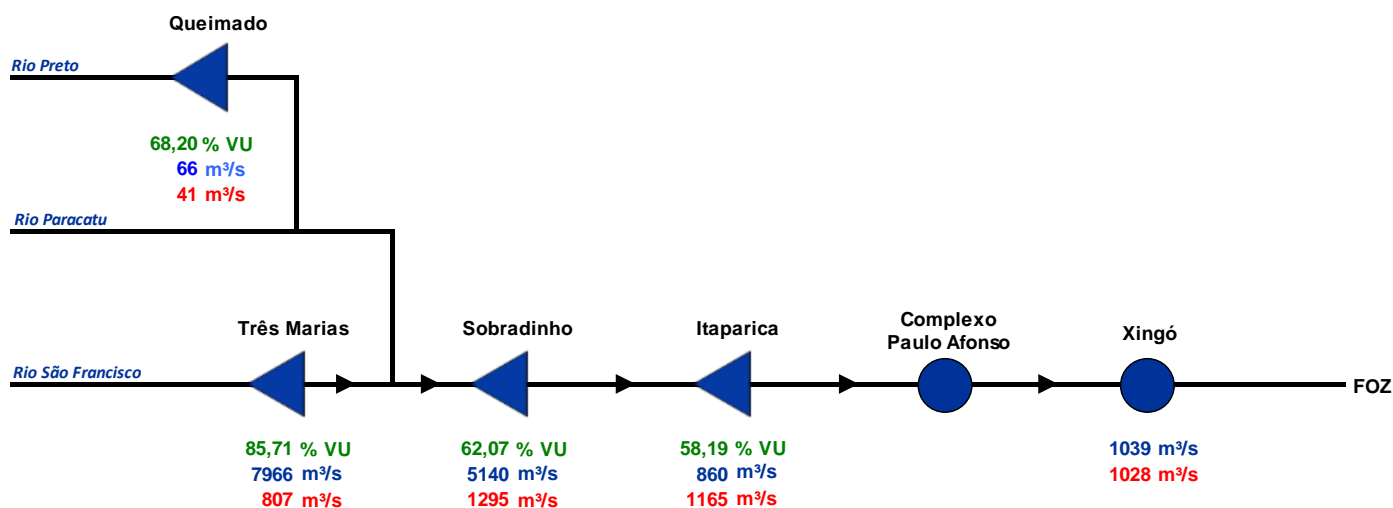 Queimado
Rio Preto
68,20 % VU
66 m³/s
41 m³/s
Rio Paracatu
Três Marias
Sobradinho
Itaparica
Complexo
Paulo Afonso
Xingó
Rio São Francisco
FOZ
85,71 % VU
7966 m³/s
807 m³/s
62,07 % VU
5140 m³/s
1295 m³/s
58,19 % VU
860 m³/s
1165 m³/s
1039 m³/s
1028 m³/s